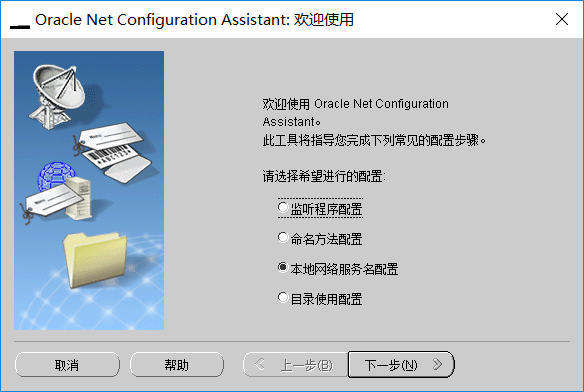 Oracle Net Configuration Assistant: 欢迎使用
欢迎使用 Oracle Net Configuration
Assistant。
此工具将指导您完成下列常见的配置步骤。
请选择希望进行的配置:
监听程序配置
命名方法配置
本地网络服务名配置
目录使用配置
取消
帮助
上一步(B)
下一步(N)